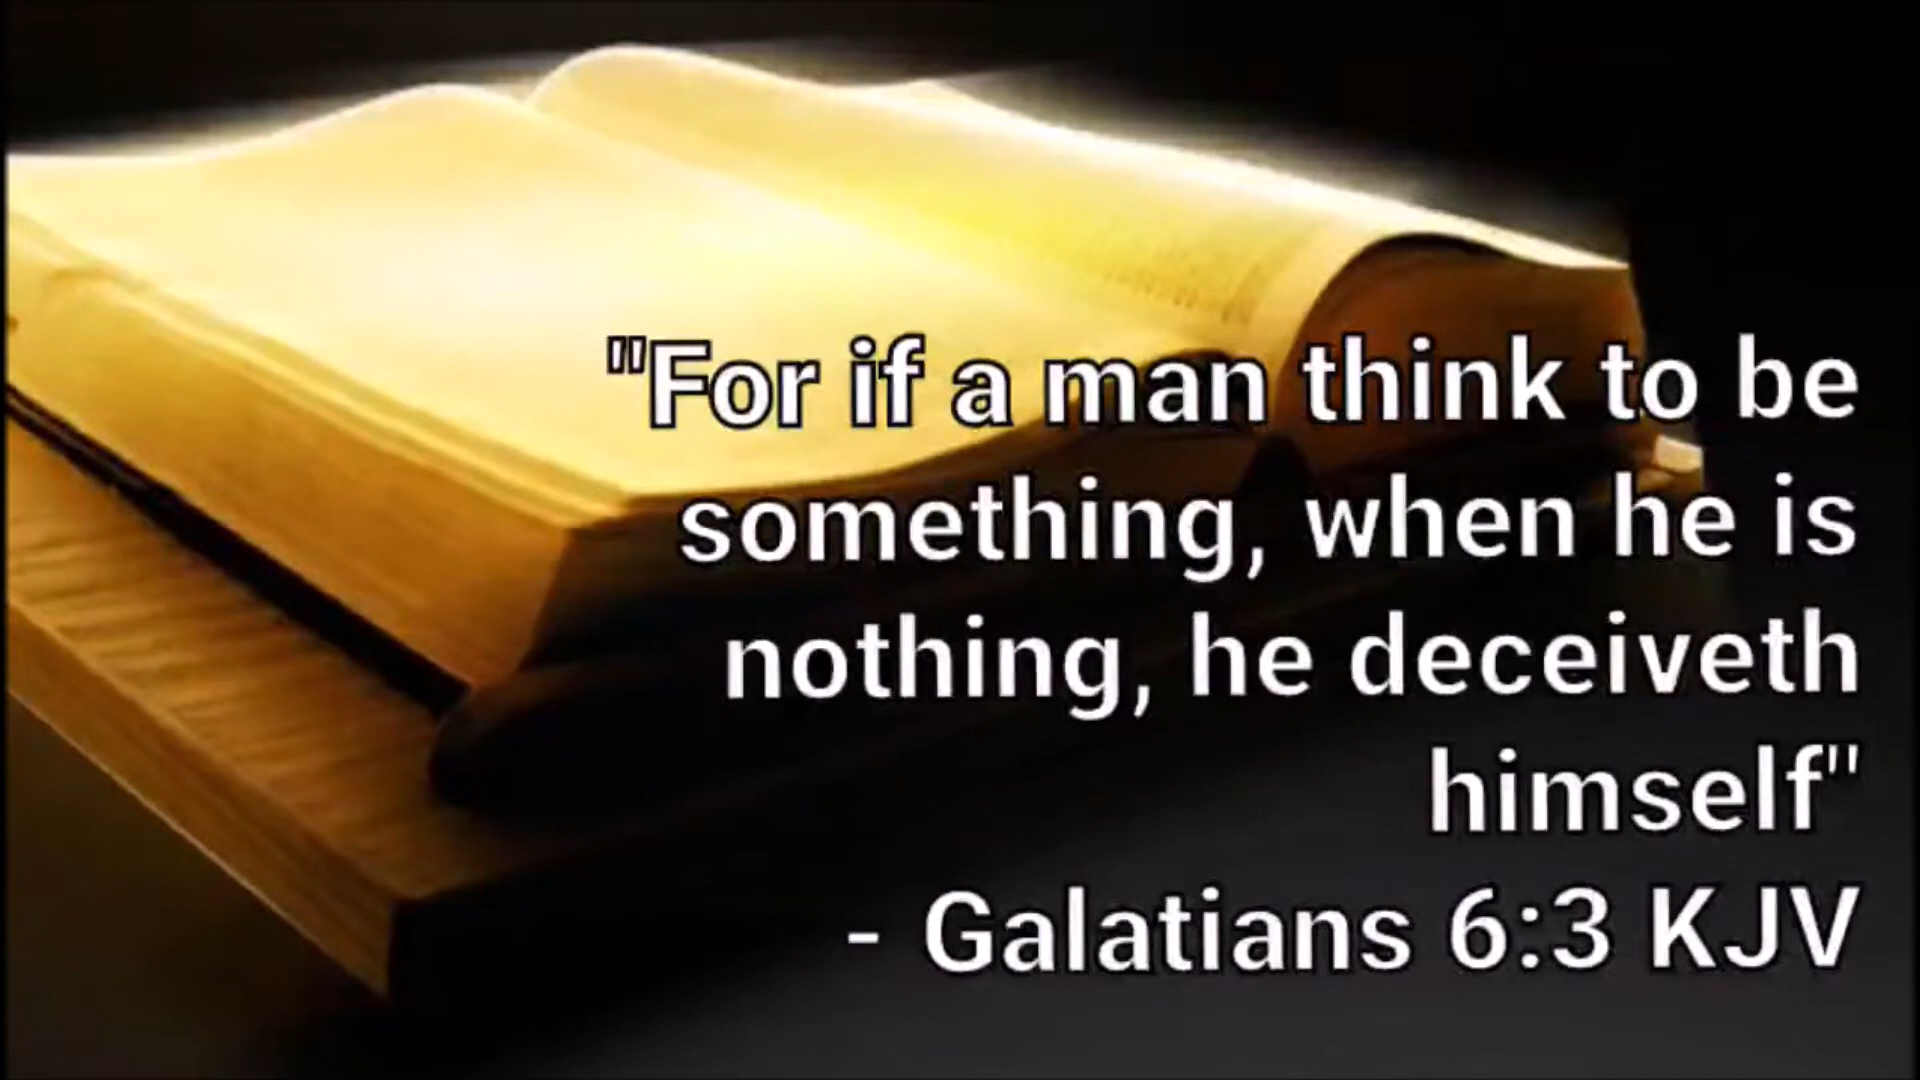 "For if a man think to be
something, when he is
nothing, he deceiveth
himself"
- Galatians 6:3 KJV